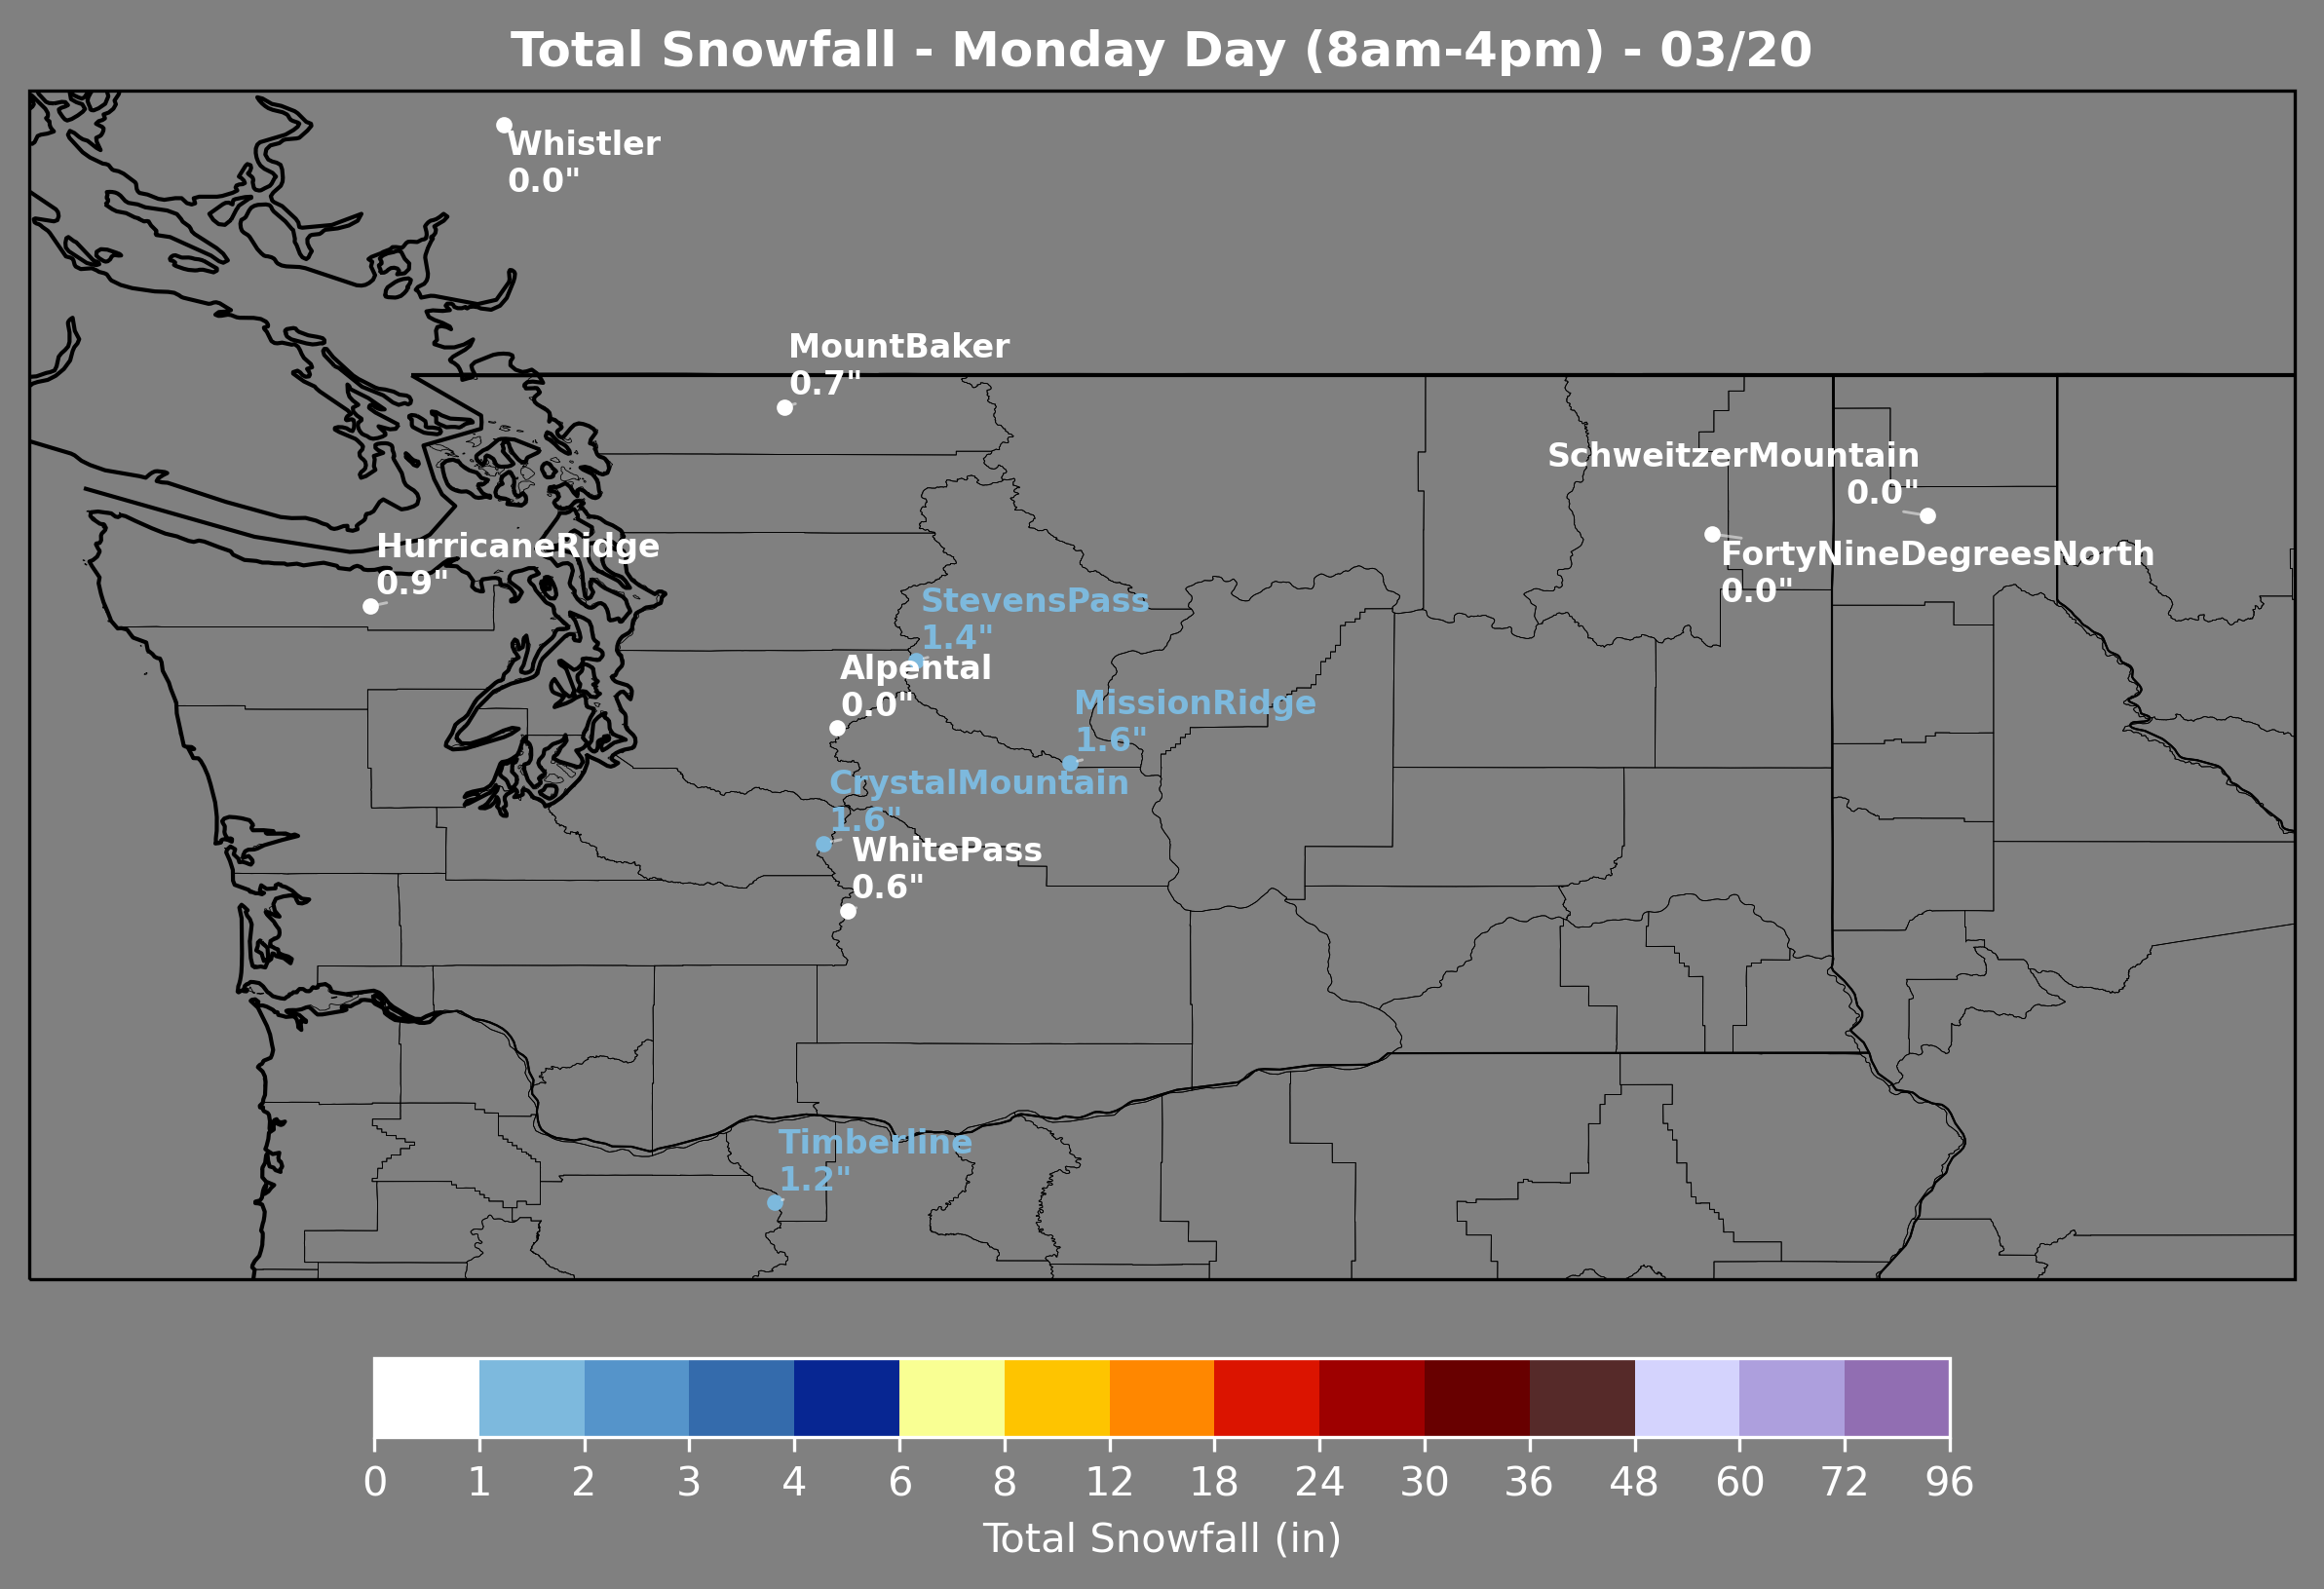 Total Snowfall - Monday Day (8am-4pm) - 03/20
Whistler
0.0"
MountBaker
0.7"
SchweitzerMountain
0.0"
HurricaneRidge
0.9"
FortyNineDegreesNorth
0.0"
StevensPass
1.4"
Alpental
0.0"
MissionRidge
1.6"
CrystalMountain
1.6"
WhitePass
0.6"
Timberline
1.2"
0 1 2 3 4 6 8 12 18 24 30 36 48 60 72 96
Total Snowfall (in)